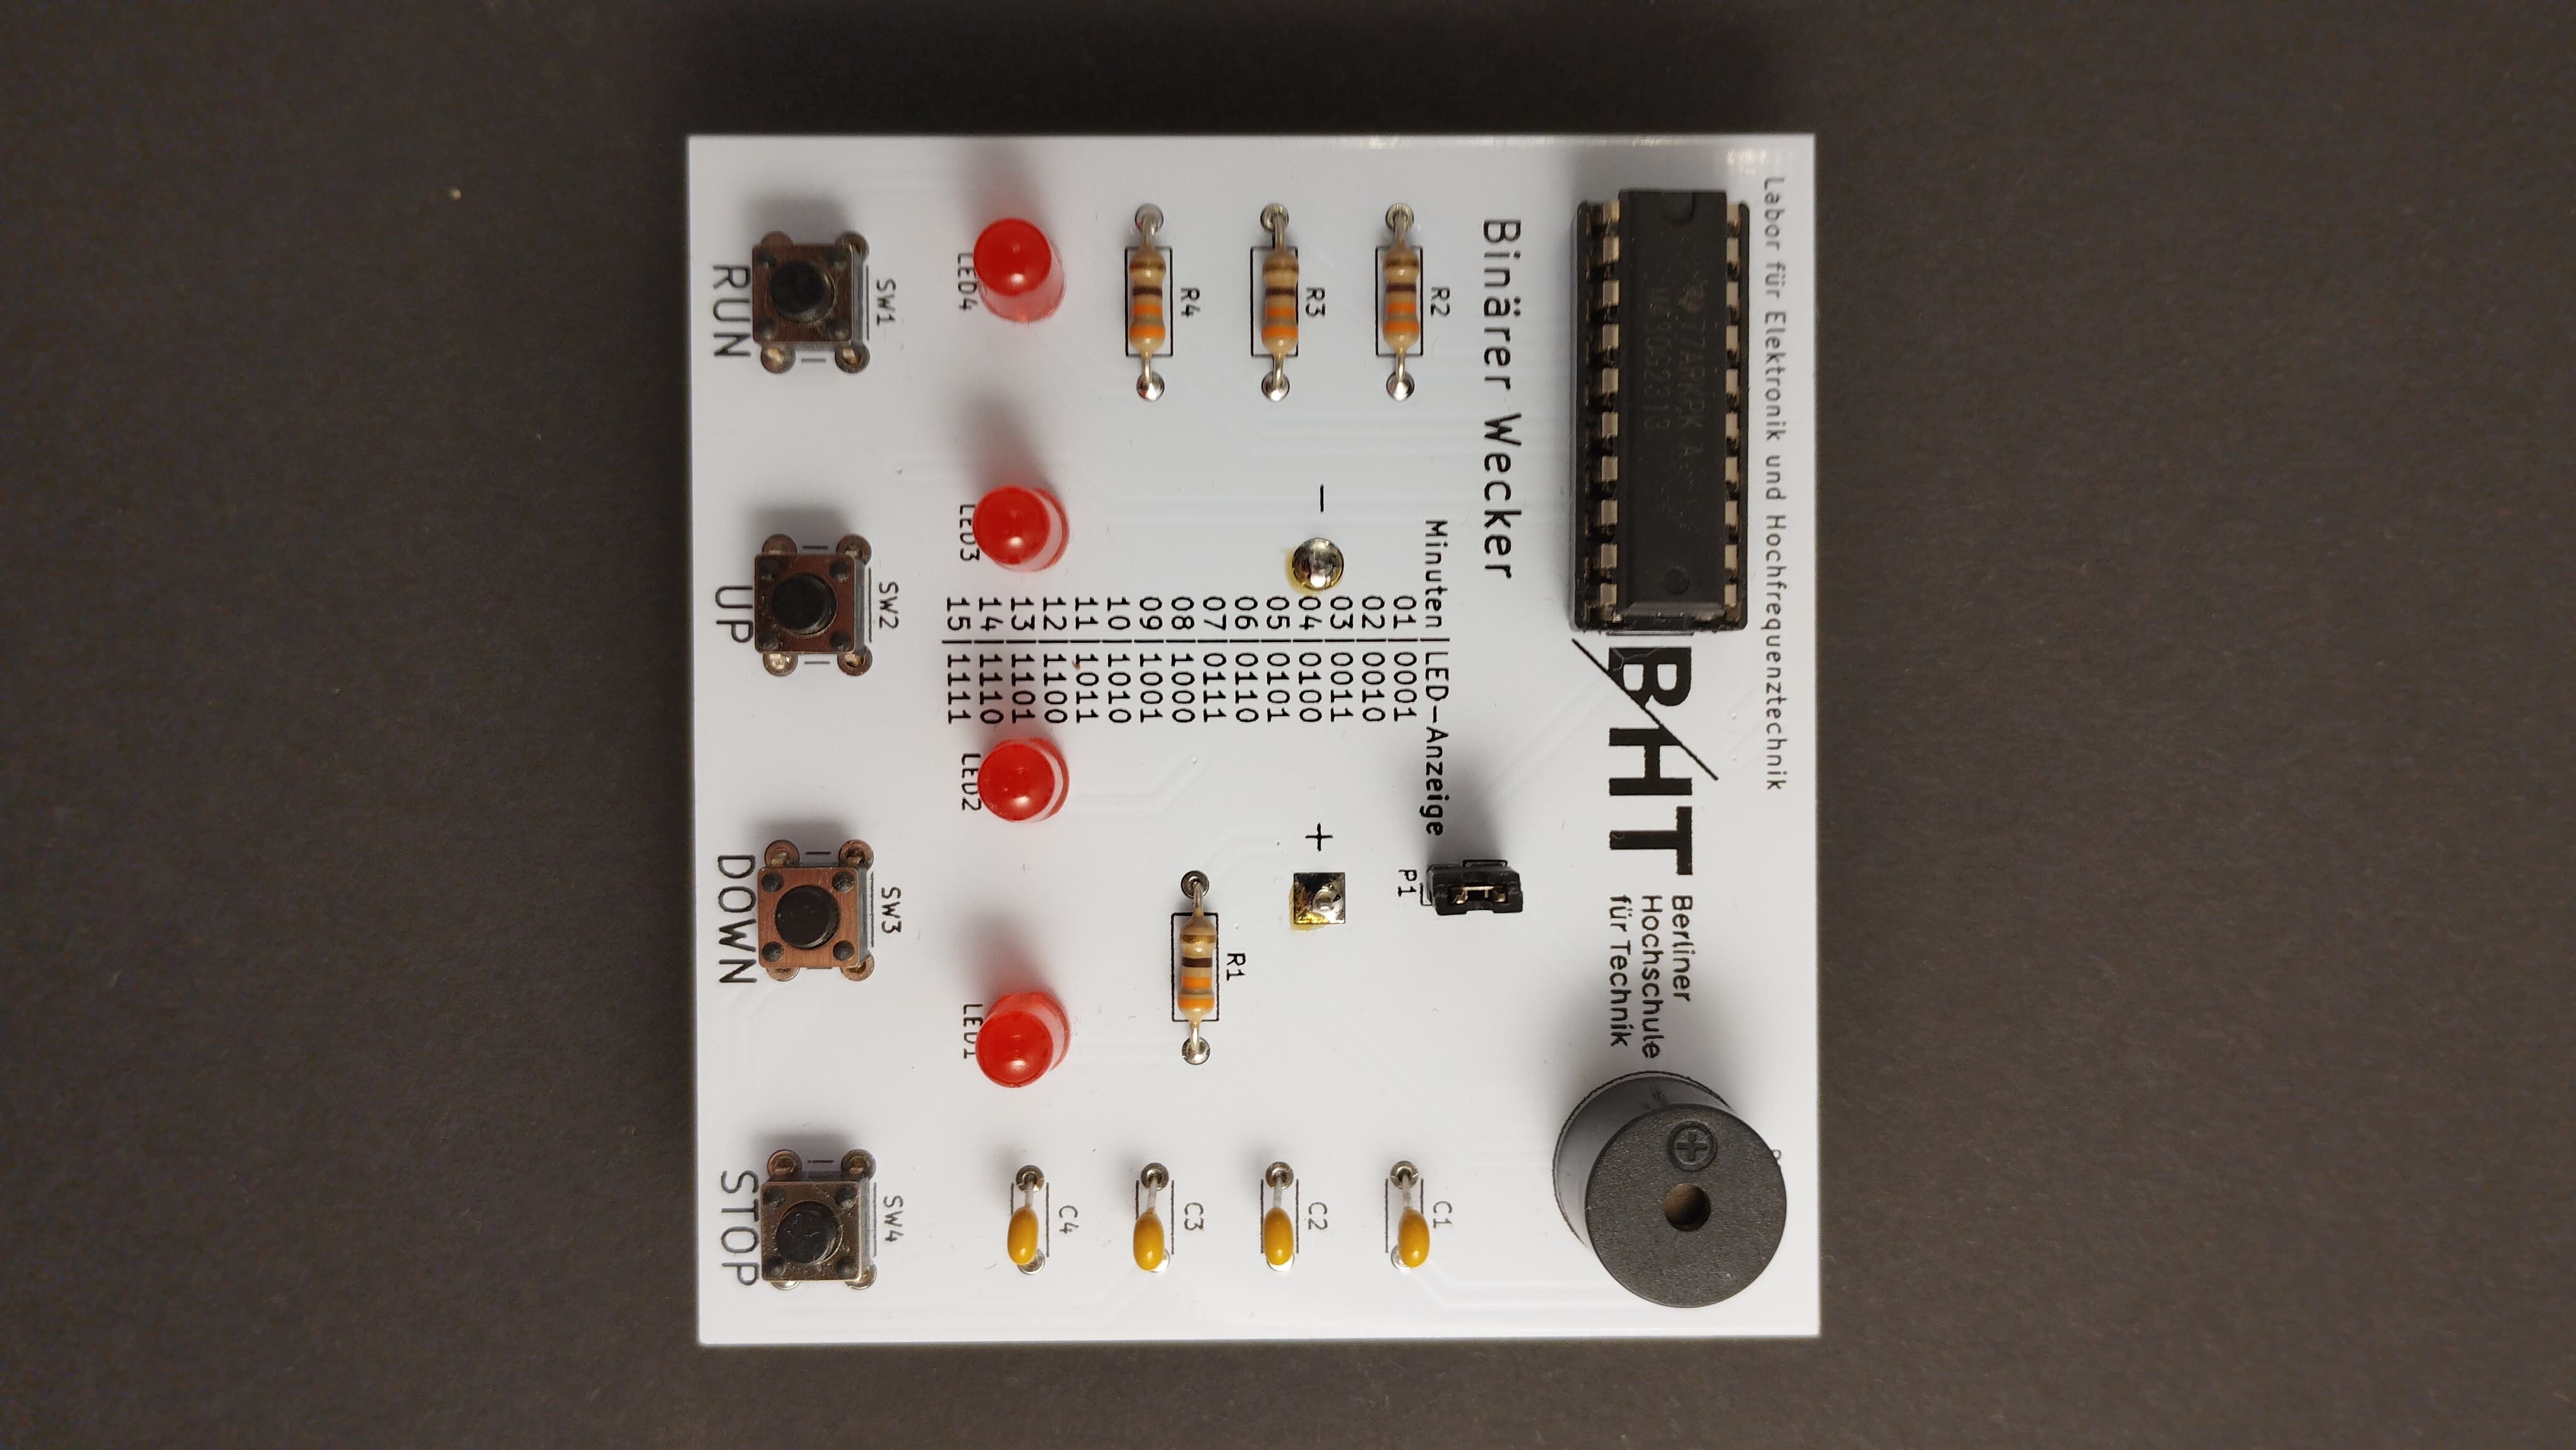 Labor für Elektronik und Hochfrequenztechnik
BHT
Berliner
Hochschule
für Technik
Binärer Wecker
Minuten|LED-Anzeige
01|0001
02|0010
03|0011
04|0100
05|0101
06|0110
07|0111
08|1000
09|1001
10|1010
11|1011
12|1100
13|1101
14|1110
15|1111
P1
- +
R2
R3
R4
R1
C1
C2
C3
C4
LED4
LED3
LED2
LED1
SW1
SW2
SW3
SW4
RUN
UP
DOWN
STOP